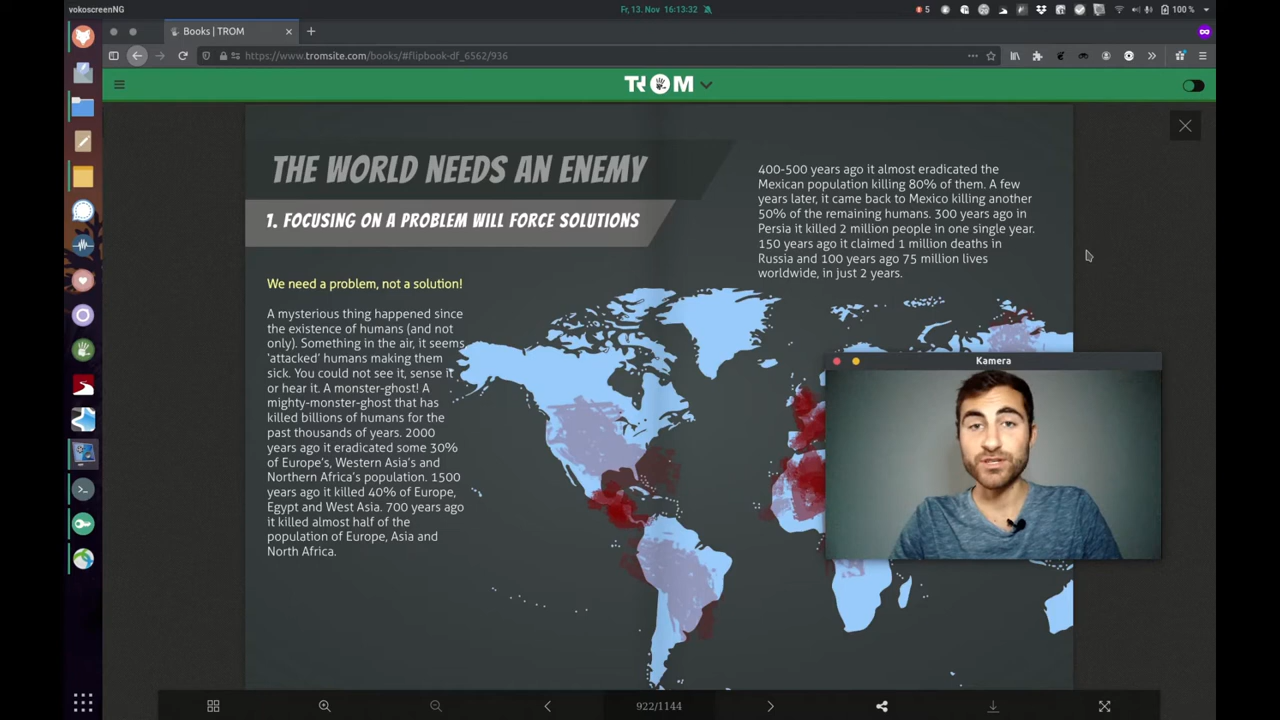 vokoscreenNG
Fr, 13. Nov 16:13:32
5
100 %
Books | TROM
https://www.tromsite.com/books/#flipbook-df_6562/936
TROM
THE WORLD NEEDS AN ENEMY
1. FOCUSING ON A PROBLEM WILL FORCE SOLUTIONS
We need a problem, not a solution!
A mysterious thing happened since
the existence of humans (and not
only). Something in the air, it seems
'attacked' humans making them
sick. You could not see it, sense it
or hear it. A monster-ghost! A
mighty-monster-ghost that has
killed billions of humans for the
past thousands of years. 2000
years ago it eradicated some 30%
of Europe's, Western Asia's and
Northern Africa's population. 1500
years ago it killed 40% of Europe,
Egypt and West Asia. 700 years ago
it killed almost half of the
population of Europe, Asia and
North Africa.
400-500 years ago it almost eradicated the
Mexican population killing 80% of them. A few
years later, it came back to Mexico killing another
50% of the remaining humans. 300 years ago in
Persia it killed 2 million people in one single year.
150 years ago it claimed 1 million deaths in
Russia and 100 years ago 75 million lives
worldwide, in just 2 years.
Kamera
922/1144